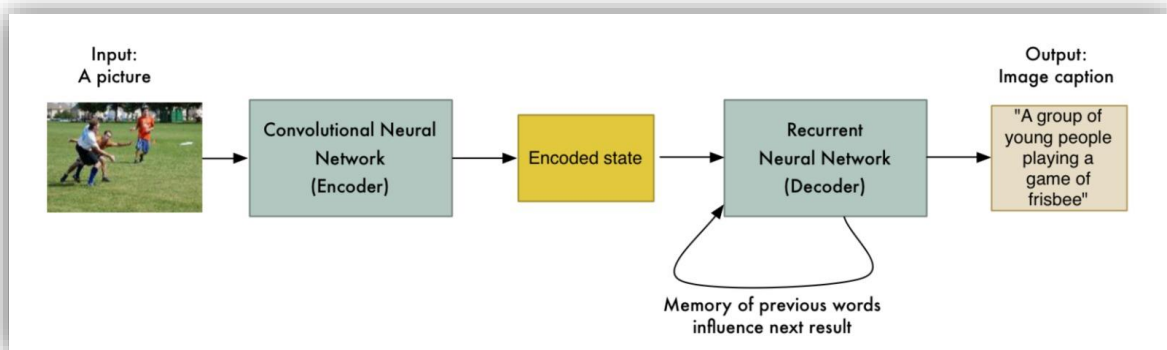 Input:
A picture
Convolutional Neural
Network
(Encoder)
Encoded state
Recurrent
Neural Network
(Decoder)
Memory of previous words
influence next result
Output:
Image caption
"A group of
young people
playing a
game of
frisbee"